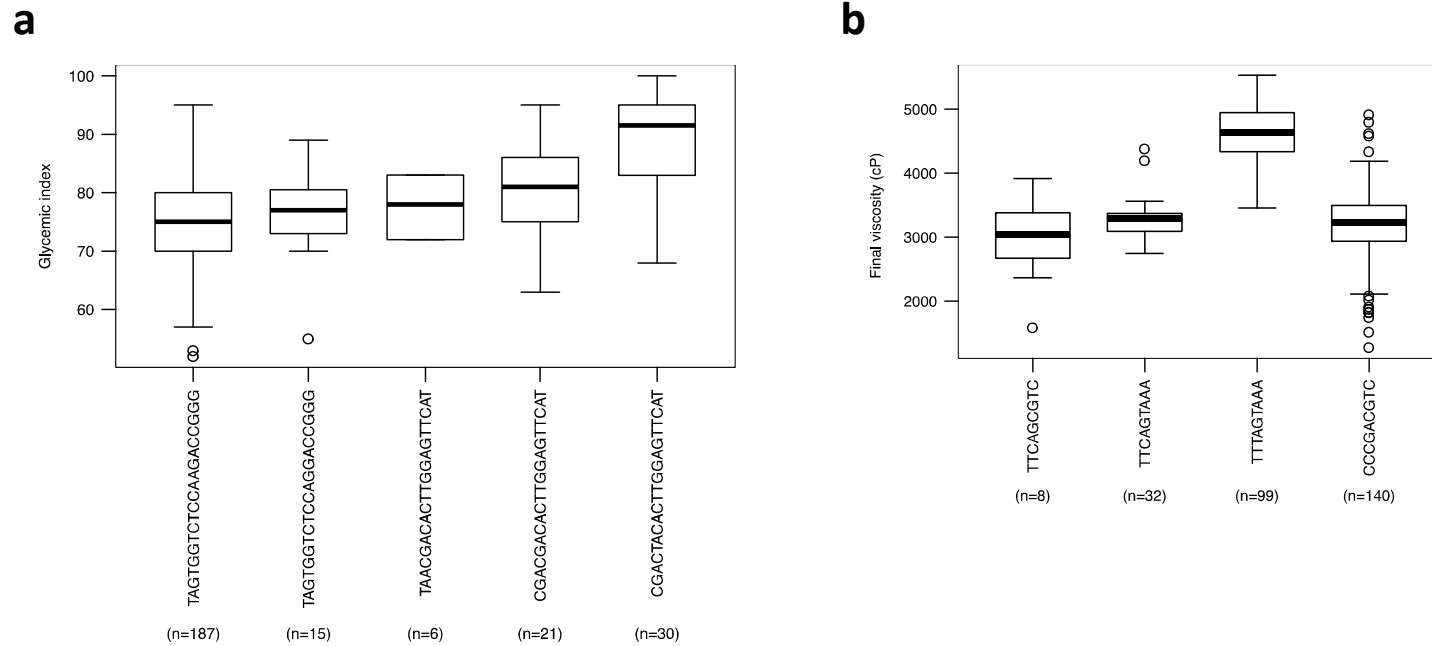 a
Glycemic index
100
90
80
70
60
TAGTGGTCTCCAAGACCGGG
TAGTGGTCTCCAGGACCGGG
TAACGACACTTGGAGTTCAT
CGACGACACTTGGAGTTCAT
CGACTACACTTGGAGTTCAT
(n=187)
(n=15)
(n=6)
(n=21)
(n=30)
b
Final viscosity (cP)
5000
4000
3000
2000
TTCAGCGTC
TTCAGTAAA
TTTAGTAAA
CCCGACGTC
(n=8)
(n=32)
(n=99)
(n=140)